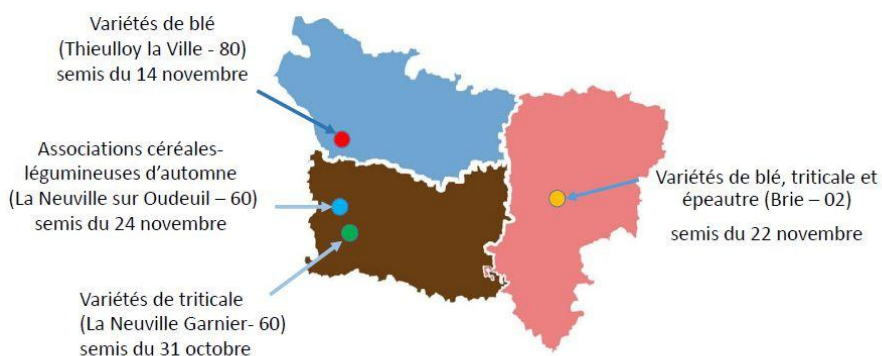 Variétés de blé
(Thieulloy la Ville - 80)
semis du 14 novembre
Associations céréales-
légumineuses d'automne
(La Neuville sur Oudeuil – 60)
semis du 24 novembre
Variétés de triticale
(La Neuville Garnier- 60)
semis du 31 octobre
Variétés de blé, triticale et
épeautre (Brie – 02)
semis du 22 novembre